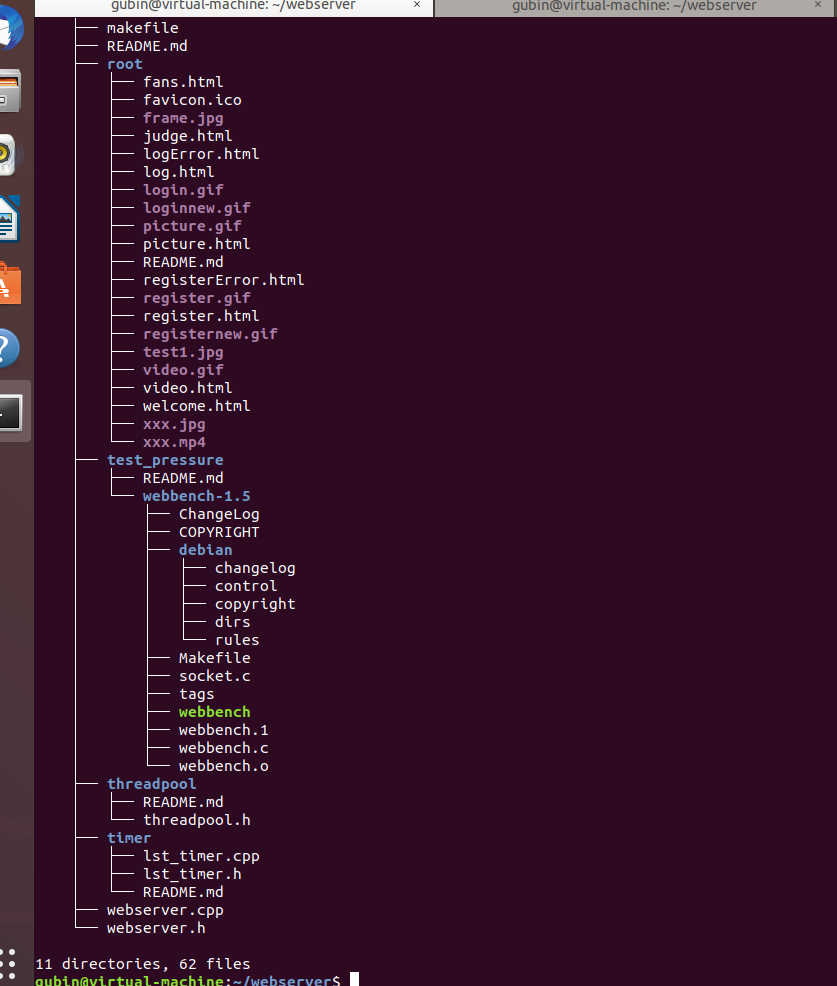 gubin@virtual-machine: ~/webserver × gubin@virtual-machine: ~/webserver ×
├── makefile
├── README.md
├── root
│   ├── fans.html
│   ├── favicon.ico
│   ├── frame.jpg
│   ├── judge.html
│   ├── logError.html
│   ├── log.html
│   ├── login.gif
│   ├── loginnew.gif
│   ├── picture.gif
│   ├── picture.html
│   ├── README.md
│   ├── registerError.html
│   ├── register.gif
│   ├── register.html
│   ├── registernew.gif
│   ├── test1.jpg
│   ├── video.gif
│   ├── video.html
│   ├── welcome.html
│   ├── xxx.jpg
│   └── xxx.mp4
├── test_pressure
│   ├── README.md
│   └── webbench-1.5
│       ├── ChangeLog
│       ├── COPYRIGHT
│       ├── debian
│       │   ├── changelog
│       │   ├── control
│       │   ├── copyright
│       │   ├── dirs
│       │   └── rules
│       ├── Makefile
│       ├── socket.c
│       ├── tags
│       ├── webbench
│       ├── webbench.1
│       ├── webbench.c
│       └── webbench.o
├── threadpool
│   ├── README.md
│   └── threadpool.h
├── timer
│   ├── lst_timer.cpp
│   ├── lst_timer.h
│   └── README.md
├── webserver.cpp
└── webserver.h
11 directories, 62 files
gubin@virtual-machine:~/webserver$